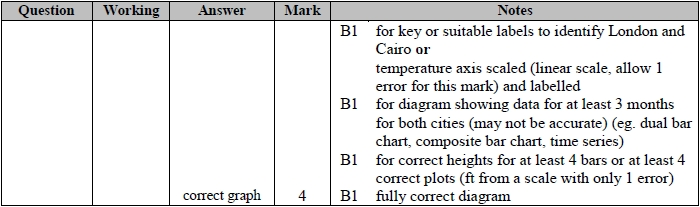 Question Working Answer Mark Notes
B1 for key or suitable labels to identify London and
Cairo or
temperature axis scaled (linear scale, allow 1
error for this mark) and labelled
B1 for diagram showing data for at least 3 months
for both cities (may not be accurate) (eg. dual bar
chart, composite bar chart, time series)
B1 for correct heights for at least 4 bars or at least 4
correct plots (ft from a scale with only 1 error)
correct graph 4 B1 fully correct diagram